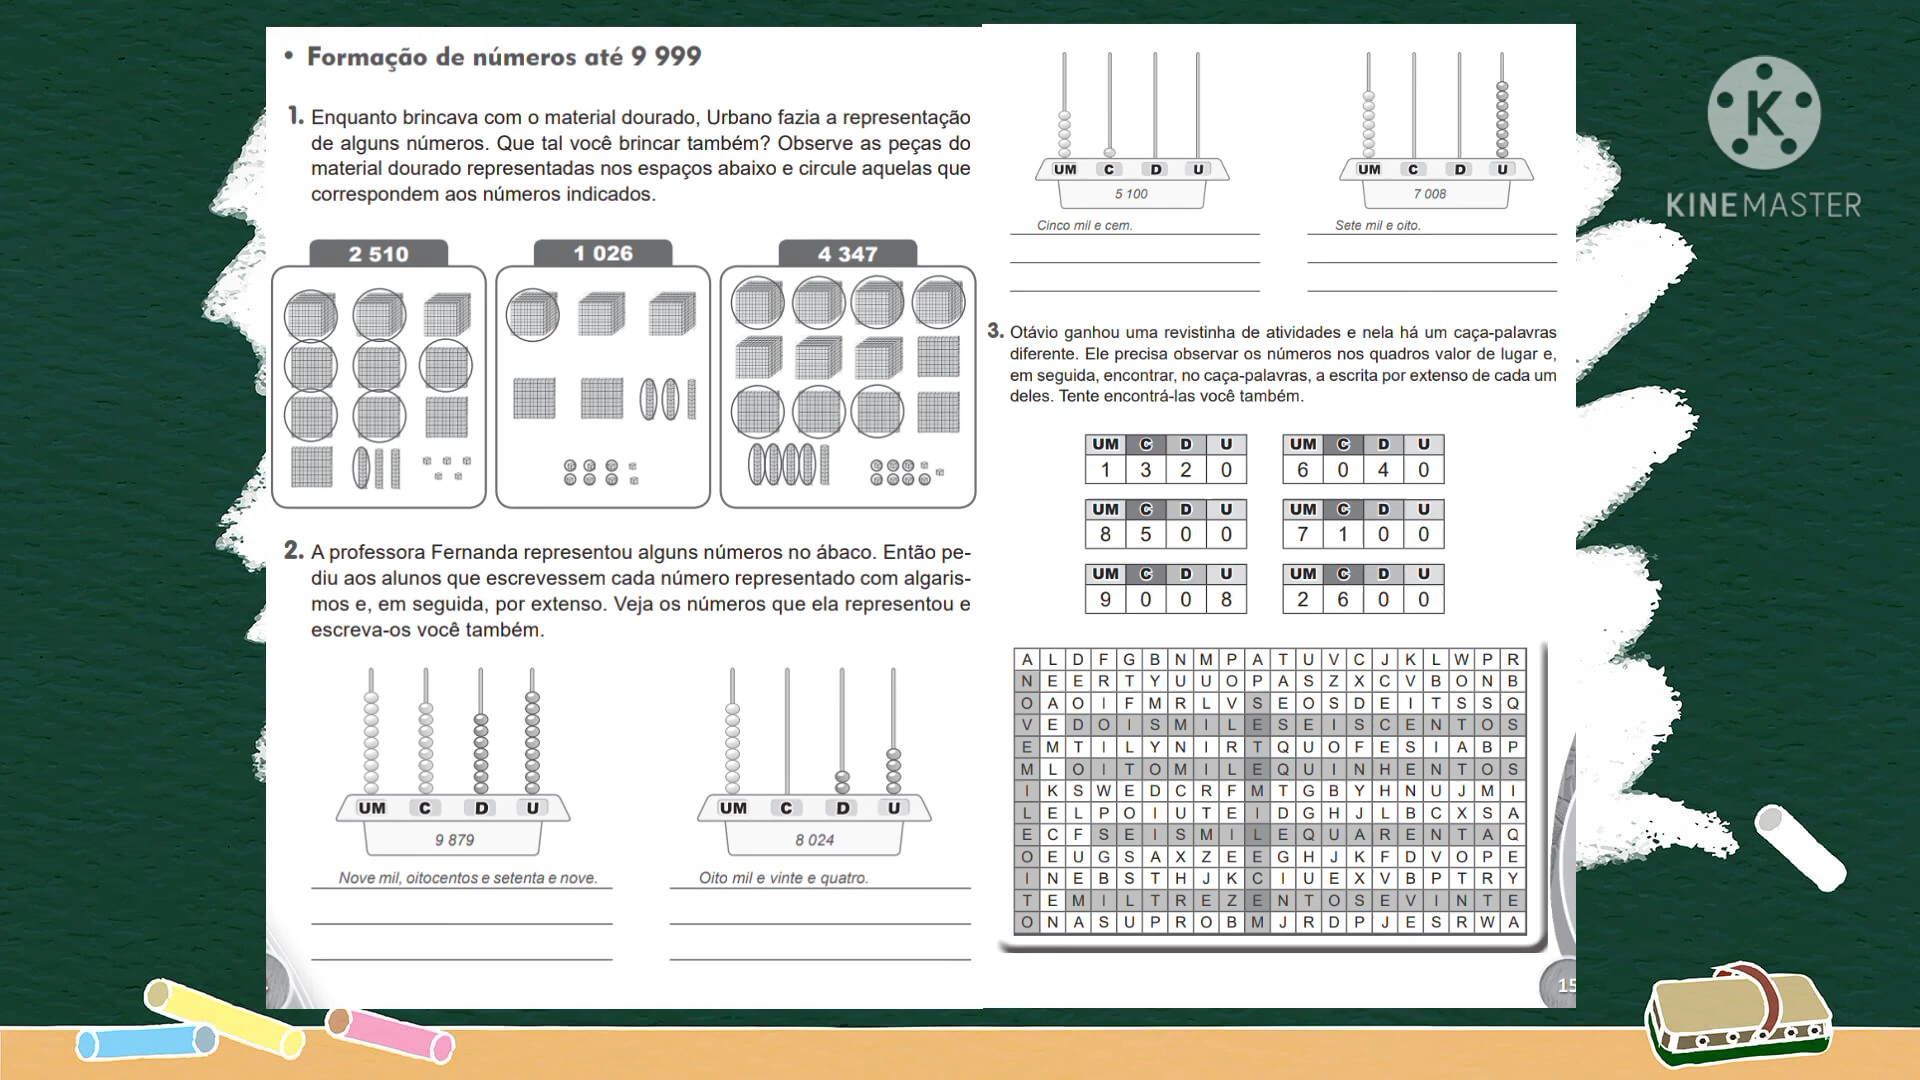 • Formação de números até 9 999
1. Enquanto brincava com o material dourado, Urbano fazia a representação
de alguns números. Que tal você brincar também? Observe as peças do
material dourado representadas nos espaços abaixo e circule aquelas que
correspondem aos números indicados.
2 510
1 026
4 347
2. A professora Fernanda representou alguns números no ábaco. Então pe-
diu aos alunos que escrevessem cada número representado com algaris-
mos e, em seguida, por extenso. Veja os números que ela representou e
escreva-os você também.
UM C D U
9 879
Nove mil, oitocentos e setenta e nove.
UM C D U
8 024
Oito mil e vinte e quatro.
UM C D U
5 100
Cinco mil e cem.
UM C D U
7 008
Sete mil e oito.
3. Otávio ganhou uma revistinha de atividades e nela há um caça-palavras
diferente. Ele precisa observar os números nos quadros valor de lugar e,
em seguida, encontrar, no caça-palavras, a escrita por extenso de cada um
deles. Tente encontrá-las você também.
UM C D U
1 3 2 0
UM C D U
6 0 4 0
UM C D U
8 5 0 0
UM C D U
7 1 0 0
UM C D U
9 0 0 8
UM C D U
2 6 0 0
A L D F G B N M P A T U V C J K L W P R
N E E R T Y U U O P A S Z X C V B O N B
O A O I F M R L V S E O S D E I T S S Q
V E D O I S M I L E S E I S C E N T O S
E M T I L Y N I R T Q U O F E S I A B P
M L O I T O M I L E Q U I N H E N T O S
I K S W E D C R F M T G B Y H N U J M I
L E L P O I U T E I D G H J L B C X S A
E C F S E I S M I L E Q U A R E N T A Q
O E U G S A X Z E E G H J K F D V O P E
I N E B S T H J K C I U E X V B P T R Y
T E M I L T R E Z E N T O S E V I N T E
O N A S U P R O B M J R D P J E S R W A
15
K
KINEMASTER